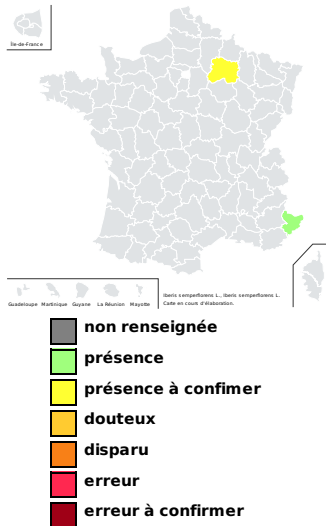 Île-de-France
Guadeloupe Martinique Guyane La Réunion Mayotte
Iberis semperflorens L., Iberis semperflorens L.
Carte en cours d'élaboration.
non renseignée
présence
présence à confimer
douteux
disparu
erreur
erreur à confirmer